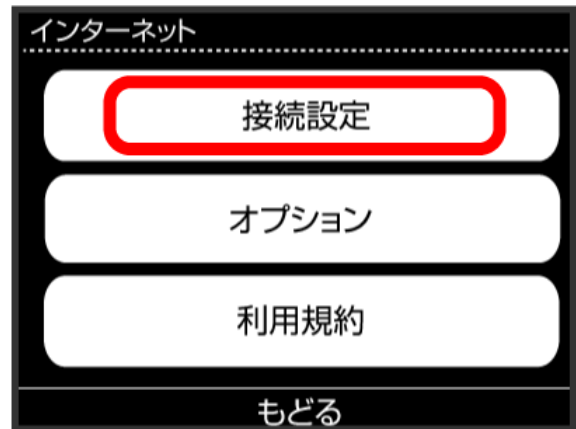 インターネット
接続設定
オプション
利用規約
もどる